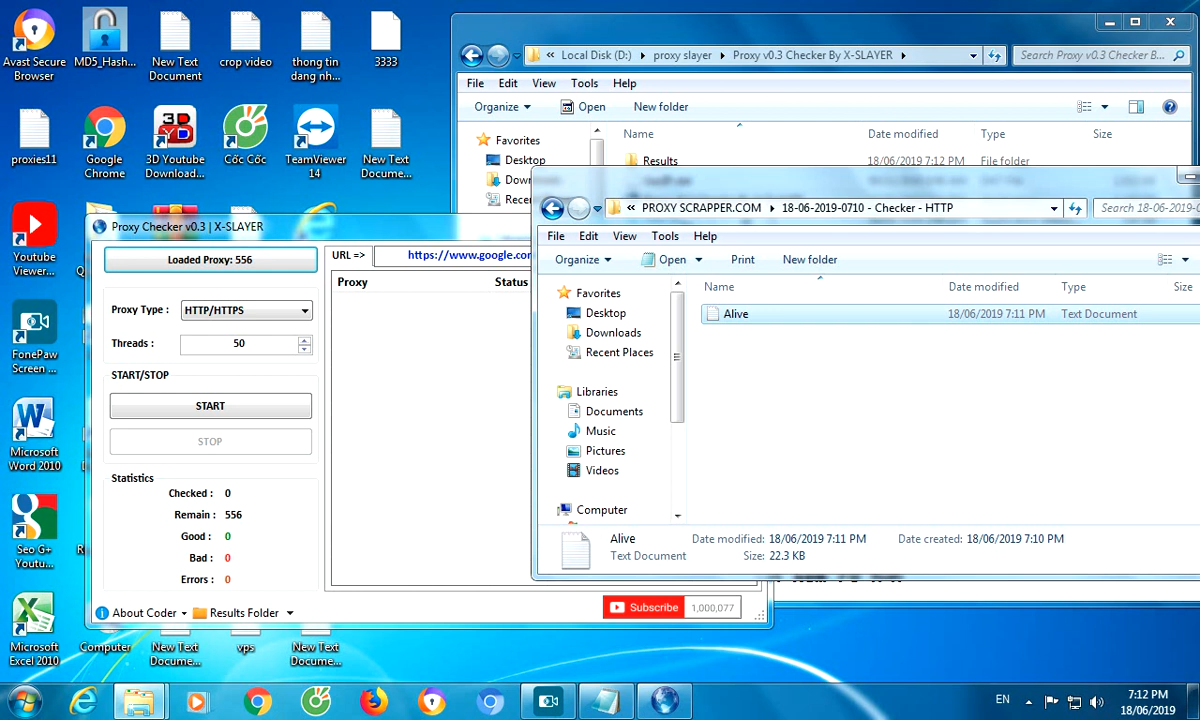 Avast Secure
Browser
MD5_Hash...
New Text
Document
crop video
thong tin
dang nh...
3333
proxies11
Google
Chrome
3D Youtube
Download...
Cốc Cốc
TeamViewer
14
New Text
Docume...
Youtube
Viewer...
FonePaw
Screen ...
Microsoft
Word 2010
Seo G+
Youtu...
Microsoft
Excel 2010
Computer
New Text
Docume...
vps
New Text
Docume...
« Local Disk (D:) ▸ proxy slayer ▸ Proxy v0.3 Checker By X-SLAYER ▸
Search Proxy v0.3 Checker B...
File Edit View Tools Help
Organize Open New folder
Favorites
Desktop
Name Date modified Type Size
Results 18/06/2019 7:12 PM File folder
« PROXY SCRAPPER.COM ▸ 18-06-2019-0710 - Checker - HTTP
Search 18-06-2019-0
File Edit View Tools Help
Organize Open Print New folder
Favorites
Desktop
Downloads
Recent Places
Libraries
Documents
Music
Pictures
Videos
Computer
Name Date modified Type Size
Alive 18/06/2019 7:11 PM Text Document
Alive Date modified: 18/06/2019 7:11 PM Date created: 18/06/2019 7:10 PM
Text Document Size: 22.3 KB
Proxy Checker v0.3 | X-SLAYER
Loaded Proxy: 556
URL => https://www.google.con
Proxy Status
Proxy Type : HTTP/HTTPS
Threads : 50
START/STOP
START
STOP
Statistics
Checked : 0
Remain : 556
Good : 0
Bad : 0
Errors : 0
About Coder Results Folder
Subscribe 1,000,077
EN
7:12 PM
18/06/2019